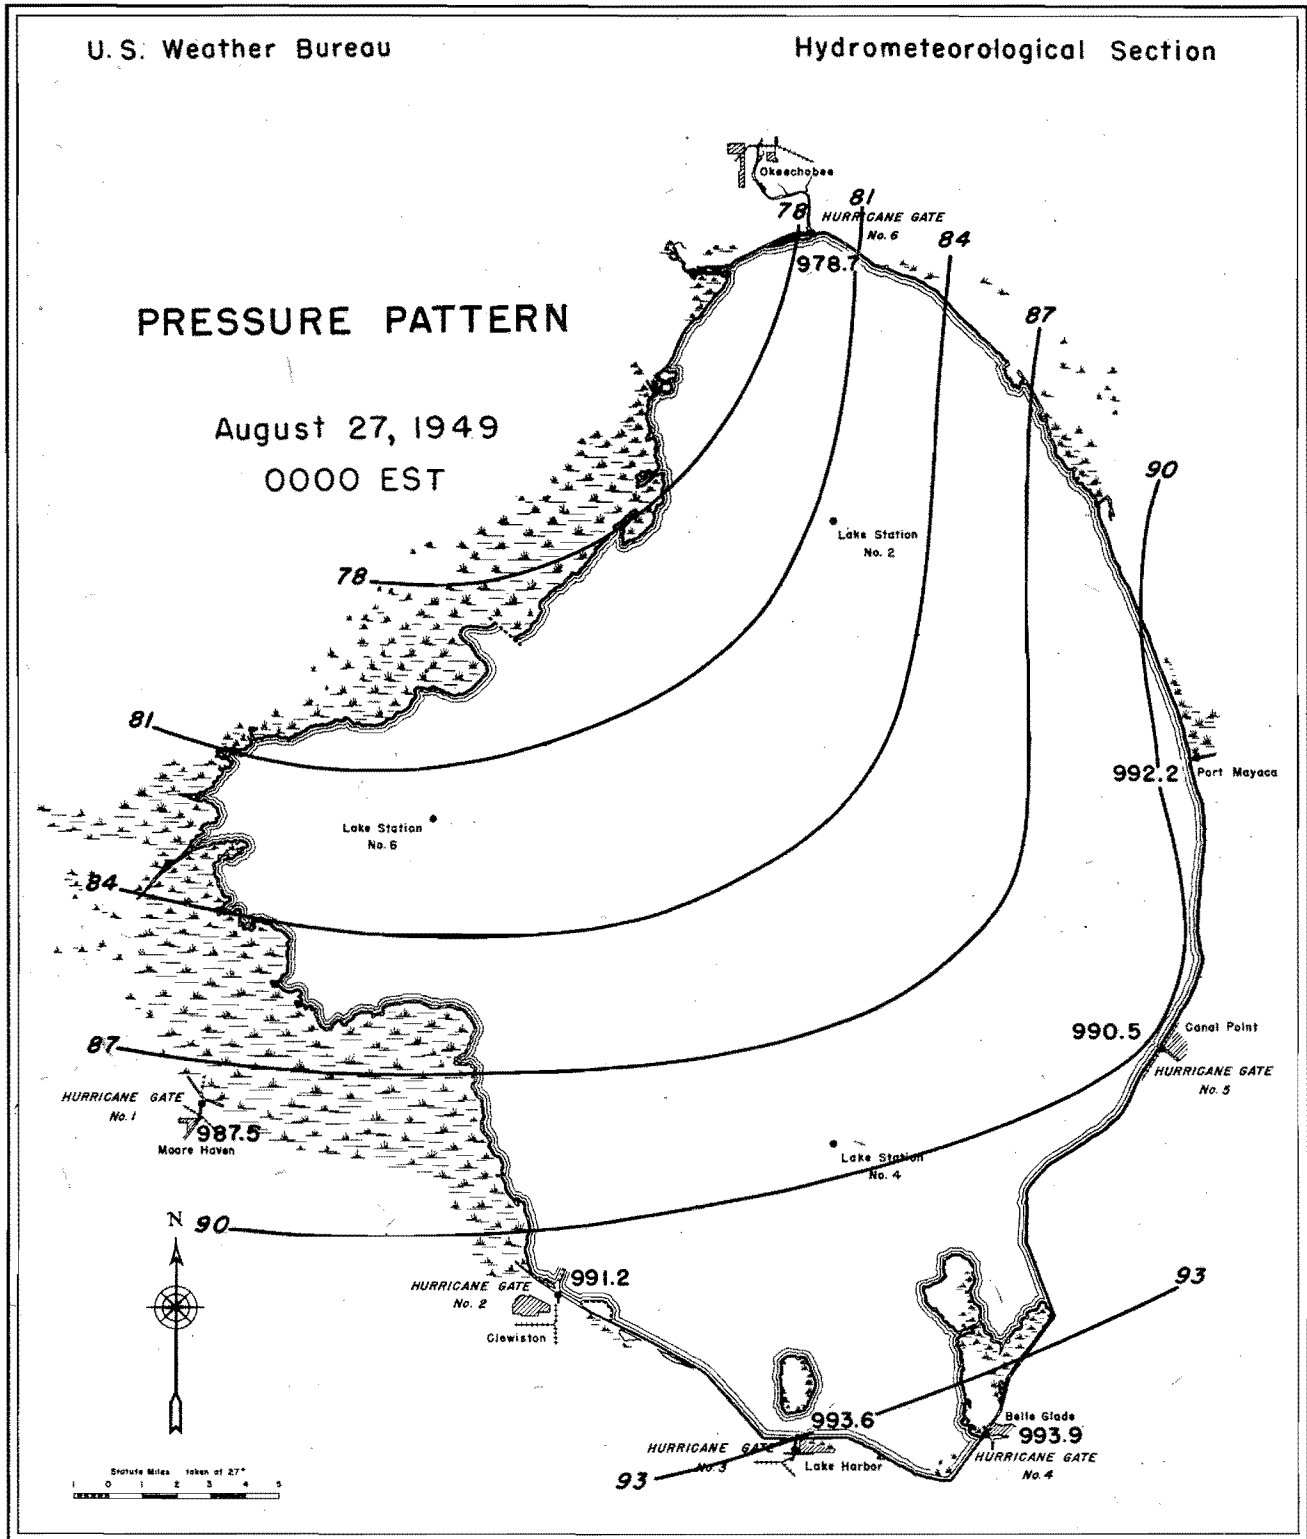 U. S. Weather Bureau
Hydrometeorological Section
Okeechobee
78
81
HURRICANE GATE
No. 6
84
978.7
87
PRESSURE PATTERN
August 27, 1949
0000 EST
90
Lake Station
No. 2
78
81
992.2
Port Mayaca
Lake Station
No. 6
84
990.5
Canal Point
87
HURRICANE GATE
No. 5
HURRICANE GATE
No. 1
987.5
Moore Haven
Lake Station
No. 4
N
90
991.2
93
HURRICANE GATE
No. 2
Clewiston
993.6
Belle Glade
993.9
HURRICANE GATE
No. 3
Lake Harbor
HURRICANE GATE
No. 4
93
Statute Miles taken at 27°
1 0 1 2 3 4 5